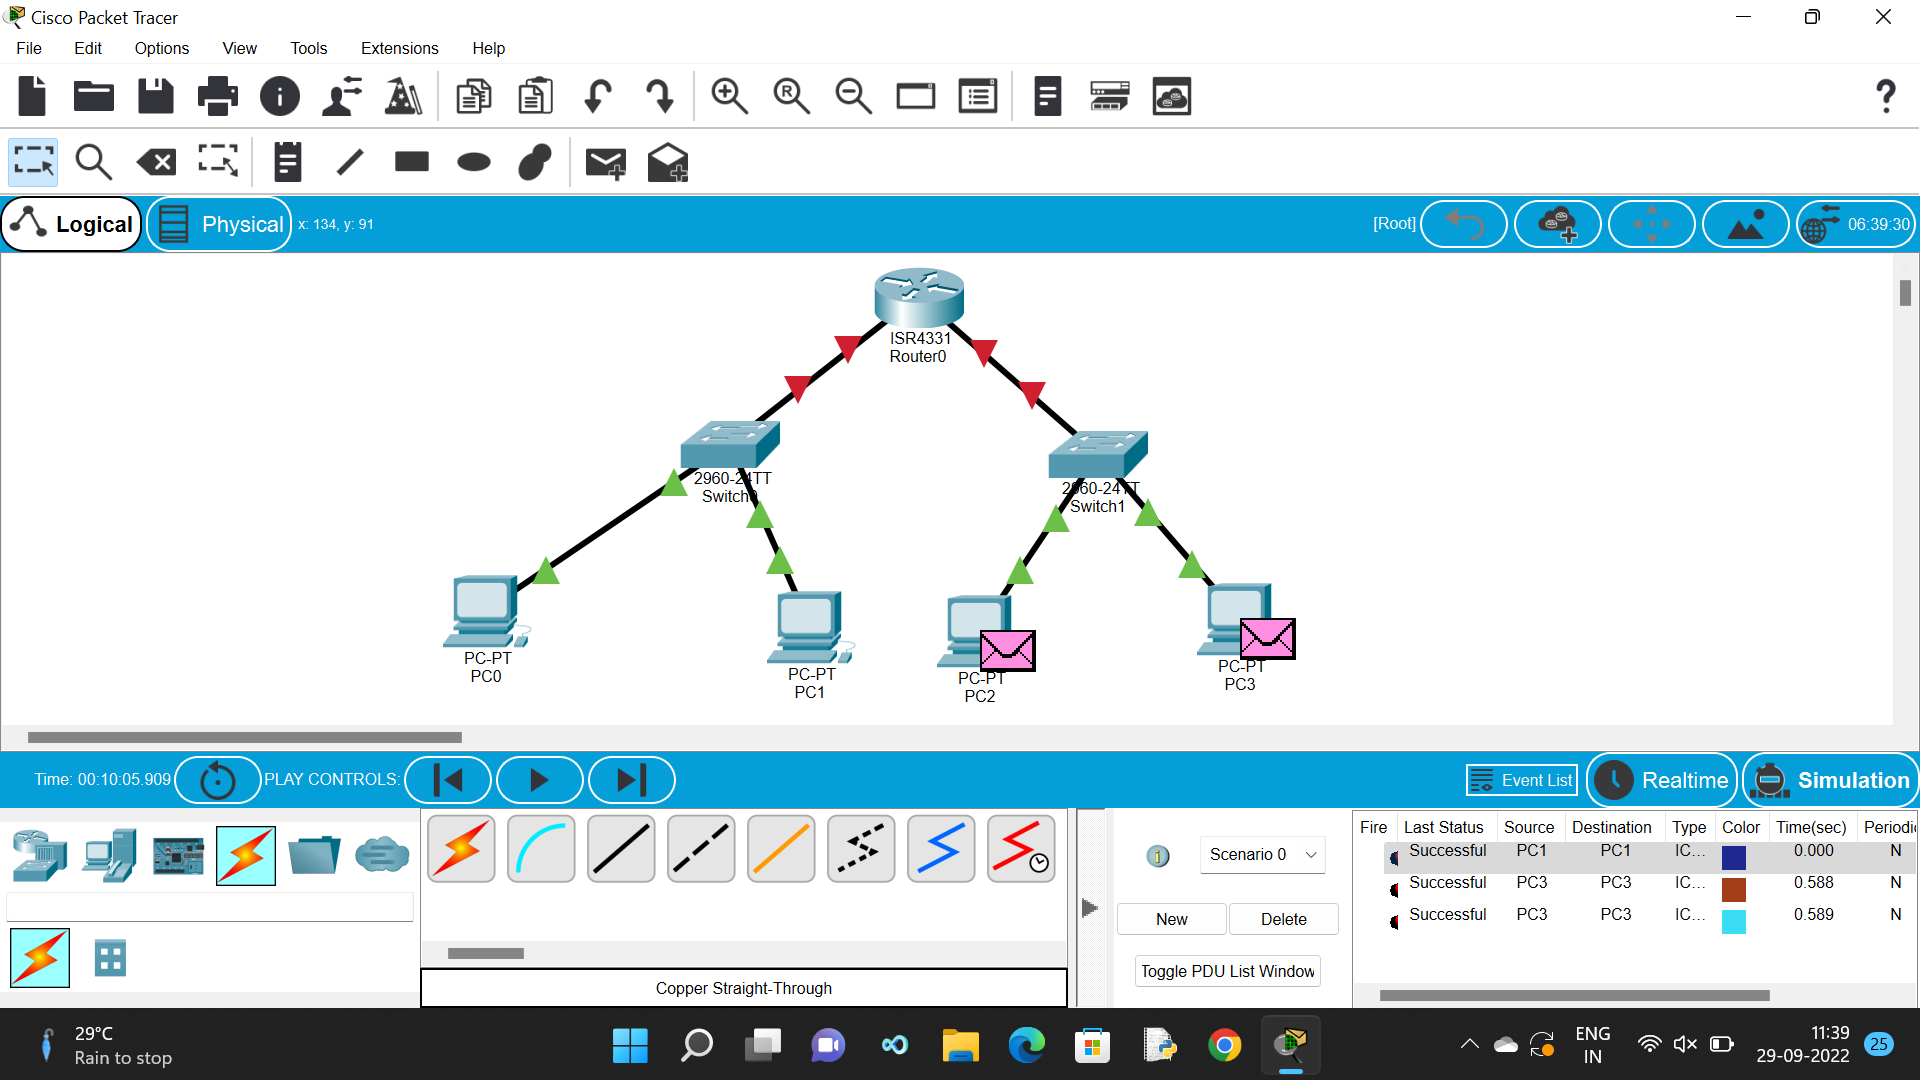 Cisco Packet Tracer
File Edit Options View Tools Extensions Help
R
?
Logical Physical x: 134, y: 91 [Root] 06:39:30
ISR4331
Router0
2960-24TT
Switch0
2960-24TT
Switch1
PC-PT
PC0
PC-PT
PC1
PC-PT
PC2
PC-PT
PC3
Time: 00:10:05.909 PLAY CONTROLS: Event List Realtime Simulation
Fire Last Status Source Destination Type Color Time(sec) Periodi
Successful PC1 PC1 IC... 0.000 N
Successful PC3 PC3 IC... 0.588 N
Successful PC3 PC3 IC... 0.589 N
Scenario 0
New Delete
Toggle PDU List Window
Copper Straight-Through
29°C
Rain to stop
ENG
IN
11:39
29-09-2022
25